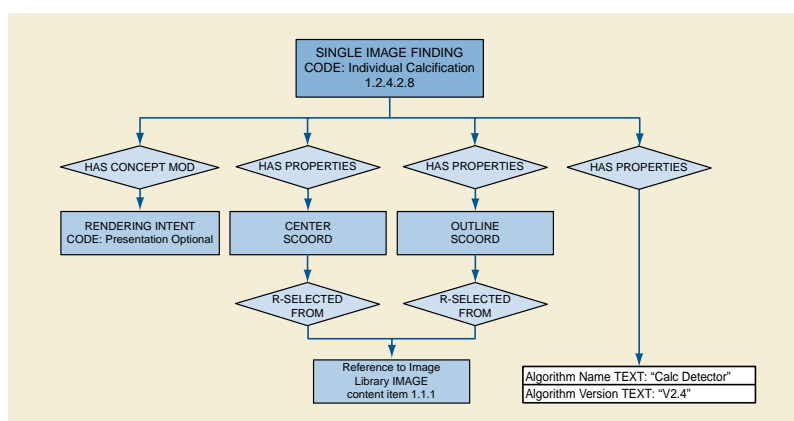 SINGLE IMAGE FINDING
CODE: Individual Calcification
1.2.4.2.8
HAS CONCEPT MOD
HAS PROPERTIES
HAS PROPERTIES
HAS PROPERTIES
RENDERING INTENT
CODE: Presentation Optional
CENTER
SCOORD
OUTLINE
SCOORD
R-SELECTED
FROM
R-SELECTED
FROM
Reference to Image
Library IMAGE
content item 1.1.1
Algorithm Name TEXT: “Calc Detector”
Algorithm Version TEXT: “V2.4”